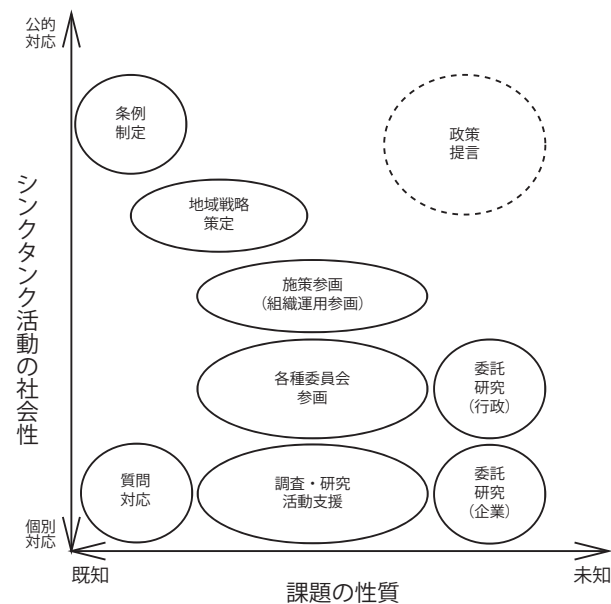 公的
対応
条例
制定
政策
提言
地域戦略
策定
施策参画
（組織運用参画）
シンクタンク活動の社会性
各種委員会
参画
委託
研究
（行政）
質問
対応
調査・研究
活動支援
委託
研究
（企業）
個別
対応
既知
未知
課題の性質